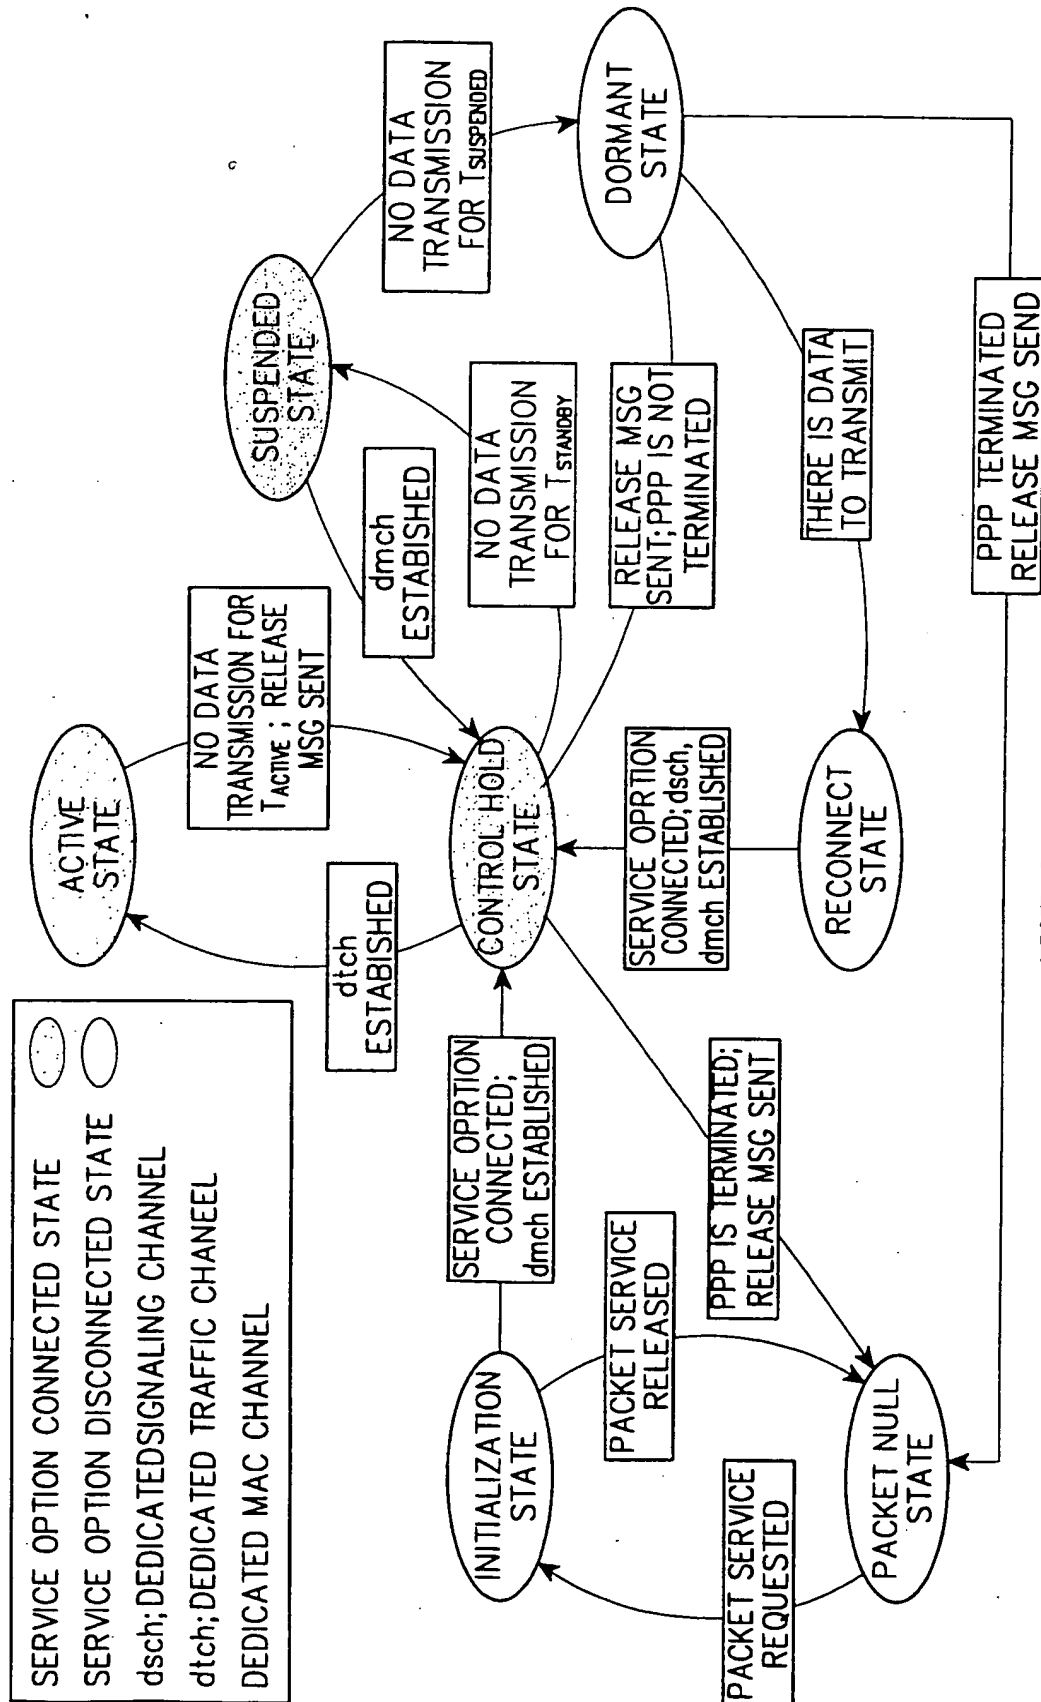 SERVICE OPTION CONNECTED STATE
SERVICE OPTION DISCONNECTED STATE
dsch;DEDICATEDSIGNALING CHANNEL
dtch;DEDICATED TRAFFIC CHANEEL
DEDICATED MAC CHANNEL
ACTIVE
STATE
NO DATA
TRANSMISSION FOR
TACTIVE ; RELEASE
MSG SENT
dtch
ESTABISHED
SUSPENDED
STATE
dmch
ESTABISHED
NO DATA
TRANSMISSION
FOR TSUSPENDED
CONTROL HOLD
STATE
NO DATA
TRANSMISSION
FOR TSTANDBY
RELEASE MSG
SENT;PPP IS NOT
TERMINATED
DORMANT
STATE
INITIALIZATION
STATE
SERVICE OPRTION
CONNECTED;
dmch ESTABLISHED
SERVICE OPRTION
CONNECTED;dsch,
dmch ESTABLISHED
THERE IS DATA
TO TRANSMIT
PACKET SERVICE
RELEASED
PPP IS TERMINATED;
RELEASE MSG SENT
RECONNECT
STATE
PACKET SERVICE
REQUESTED
PACKET NULL
STATE
PPP TERMINATED
RELEASE MSG SEND